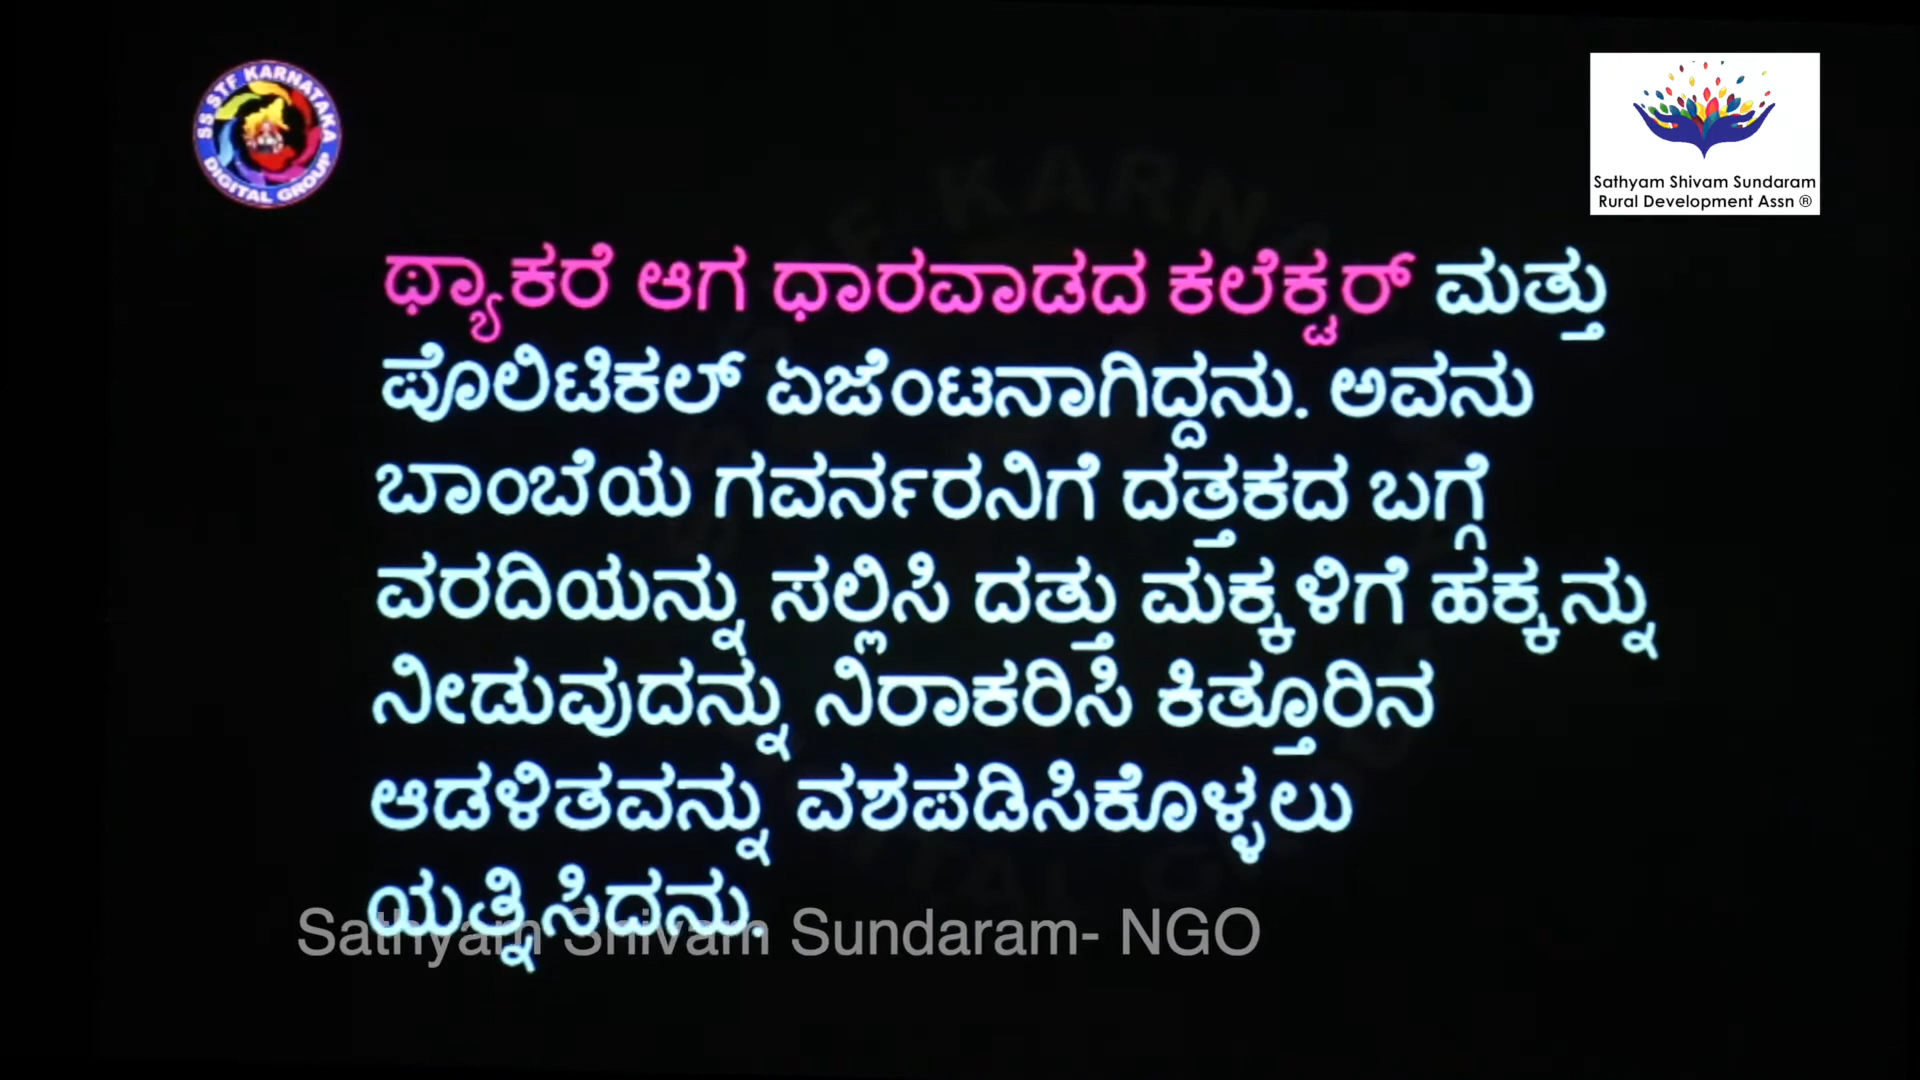 SS STF KARNATAKA
DIGITAL GROUP
Sathyam Shivam Sundaram
Rural Development Assn ®
ಥ್ಯಾಕರೆ ಆಗ ಧಾರವಾಡದ ಕಲೆಕ್ಟರ್ ಮತ್ತು
ಪೊಲಿಟಿಕಲ್ ಏಜೆಂಟನಾಗಿದ್ದನು. ಅವನು
ಬಾಂಬೆಯ ಗವರ್ನರನಿಗೆ ದತ್ತಕದ ಬಗ್ಗೆ
ವರದಿಯನ್ನು ಸಲ್ಲಿಸಿ ದತ್ತು ಮಕ್ಕಳಿಗೆ ಹಕ್ಕನ್ನು
ನೀಡುವುದನ್ನು ನಿರಾಕರಿಸಿ ಕಿತ್ತೂರಿನ
ಆಡಳಿತವನ್ನು ವಶಪಡಿಸಿಕೊಳ್ಳಲು
ಯತ್ನಿಸಿದನು.
Sathyam Shivam Sundaram- NGO